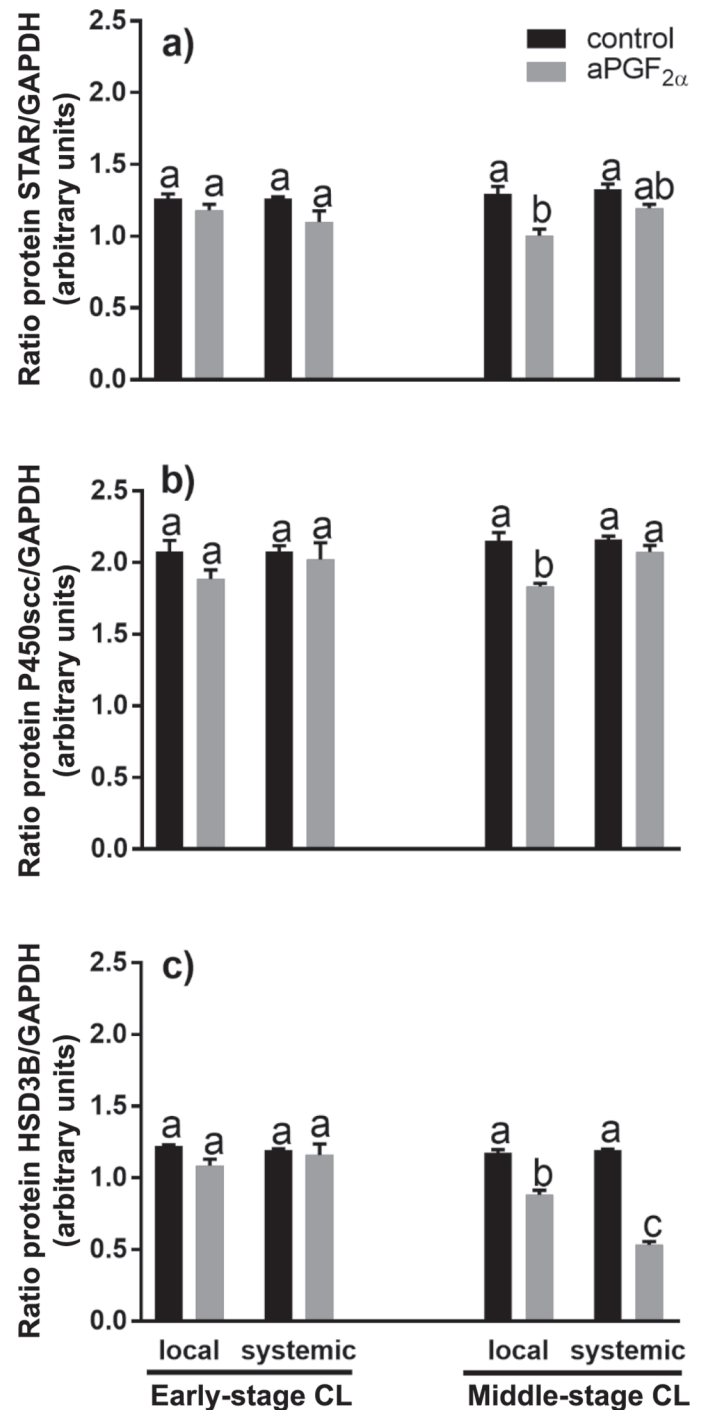 a)
control
aPGF2α
Ratio protein STAR/GAPDH
(arbitrary units)
2.5
2.0
1.5
1.0
0.5
0.0
a a a a a b a ab
b)
Ratio protein P450scc/GAPDH
(arbitrary units)
2.5
2.0
1.5
1.0
0.5
0.0
a a a a a b a a
c)
Ratio protein HSD3B/GAPDH
(arbitrary units)
2.5
2.0
1.5
1.0
0.5
0.0
a a a a a b a c
local systemic local systemic
Early-stage CL Middle-stage CL